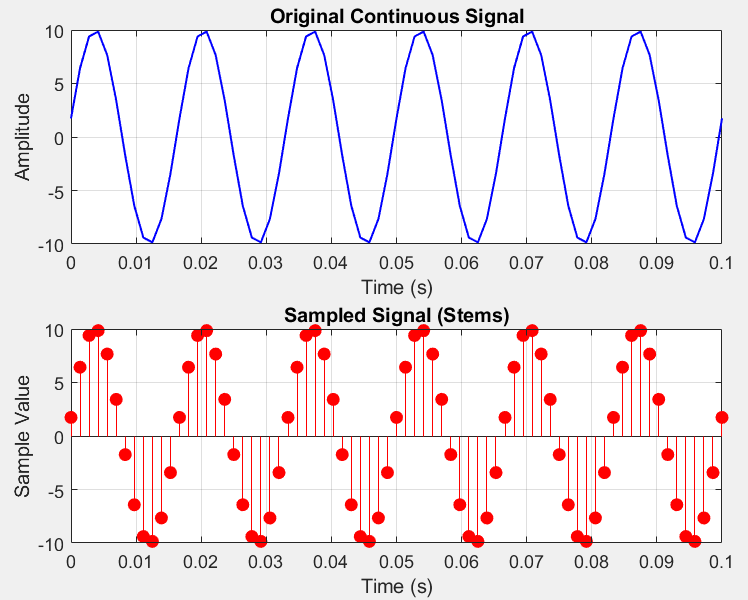 Original Continuous Signal
10
5
0
-5
-10
Amplitude
0 0.01 0.02 0.03 0.04 0.05 0.06 0.07 0.08 0.09 0.1
Time (s)
Sampled Signal (Stems)
10
5
0
-5
-10
Sample Value
0 0.01 0.02 0.03 0.04 0.05 0.06 0.07 0.08 0.09 0.1
Time (s)